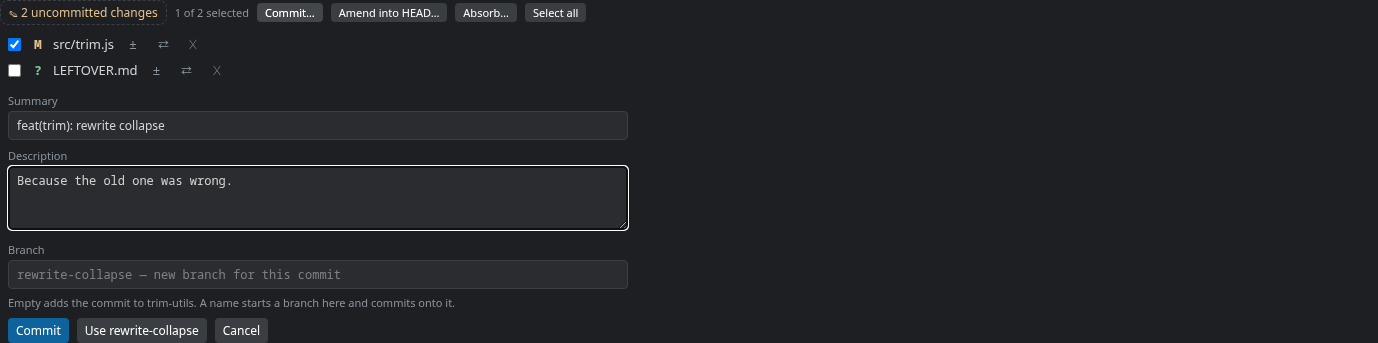 ✎ 2 uncommitted changes 1 of 2 selected Commit... Amend into HEAD... Absorb... Select all
M src/trim.js ± ⇄ X
? LEFTOVER.md ± ⇄ X
Summary
feat(trim): rewrite collapse
Description
Because the old one was wrong.
Branch
rewrite-collapse — new branch for this commit
Empty adds the commit to trim-utils. A name starts a branch here and commits onto it.
Commit Use rewrite-collapse Cancel